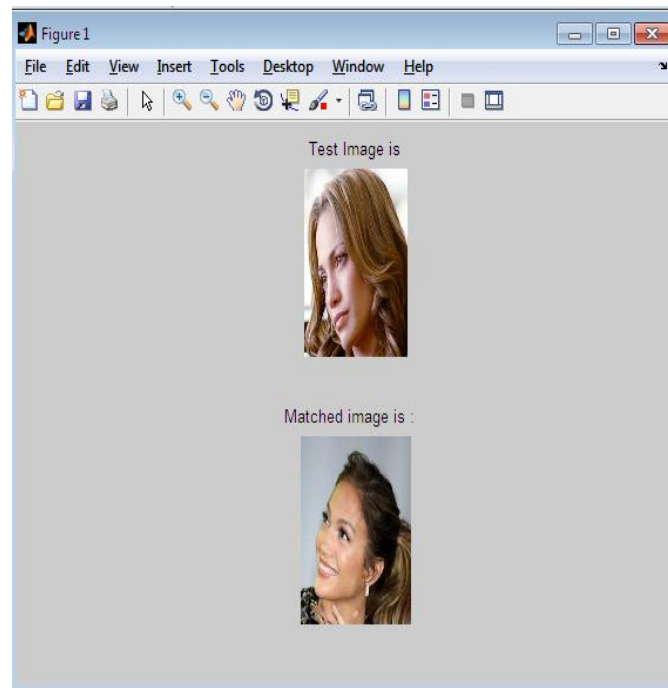 Figure 1
File Edit View Insert Tools Desktop Window Help
Test Image is
Matched image is :